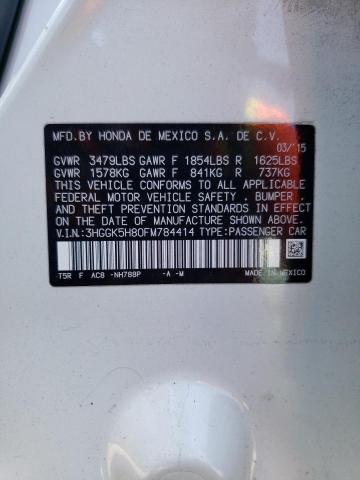 MFD.BY HONDA DE MEXICO S.A. DE C.V.
03/'15
GVWR 3479LBS GAWR F 1854LBS R 1625LBS
GVWR 1578KG GAWR F 841KG R 737KG
THIS VEHICLE CONFORMS TO ALL APPLICABLE
FEDERAL MOTOR VEHICLE SAFETY , BUMPER ,
AND THEFT PREVENTION STANDARDS IN EFFECT
ON THE DATE OF MANUFACTURE SHOWN ABOVE.
V.I.N.:3HGGK5H80FM784414 TYPE:PASSENGER CAR
T5R F AC8 -NH788P -A -M MADE IN MEXICO